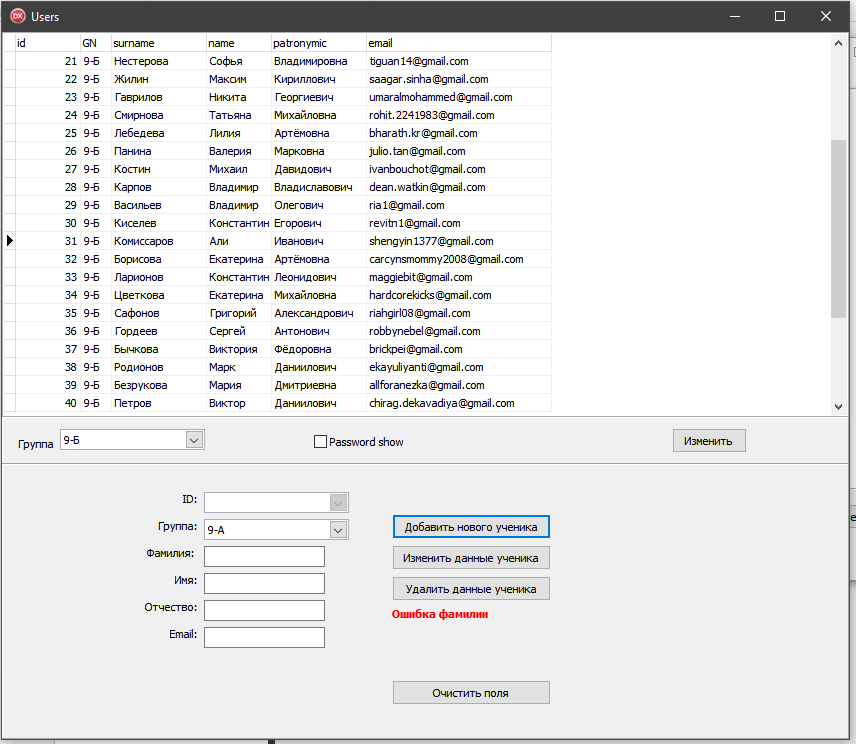 DX Users
id GN surname name patronymic email
21 9-Б Нестерова Софья Владимировна tiguan14@gmail.com
22 9-Б Жилин Максим Кириллович saagar.sinha@gmail.com
23 9-Б Гаврилов Никита Георгиевич umaralmohammed@gmail.com
24 9-Б Смирнова Татьяна Михайловна rohit.2241983@gmail.com
25 9-Б Лебедева Лилия Артёмовна bharath.kr@gmail.com
26 9-Б Панина Валерия Марковна julio.tan@gmail.com
27 9-Б Костин Михаил Давидович ivanbouchot@gmail.com
28 9-Б Карпов Владимир Владиславович dean.watkin@gmail.com
29 9-Б Васильев Владимир Олегович ria1@gmail.com
30 9-Б Киселев Константин Егорович revitn1@gmail.com
31 9-Б Комиссаров Али Иванович shengyin1377@gmail.com
32 9-Б Борисова Екатерина Артёмовна carcynsmommy2008@gmail.com
33 9-Б Ларионов Константин Леонидович maggiebit@gmail.com
34 9-Б Цветкова Екатерина Михайловна hardcorekicks@gmail.com
35 9-Б Сафонов Григорий Александрович riahgirl08@gmail.com
36 9-Б Гордеев Сергей Антонович robbynebel@gmail.com
37 9-Б Бычкова Виктория Фёдоровна brickpei@gmail.com
38 9-Б Родионов Марк Даниилович ekayuliyanti@gmail.com
39 9-Б Безрукова Мария Дмитриевна allforanezka@gmail.com
40 9-Б Петров Виктор Даниилович chirag.dekavadiya@gmail.com
Группа 9-Б Password show Изменить
ID:
Группа: 9-А Добавить нового ученика
Фамилия: Изменить данные ученика
Имя: Удалить данные ученика
Отчество: Ошибка фамилии
Email:
Очистить поля